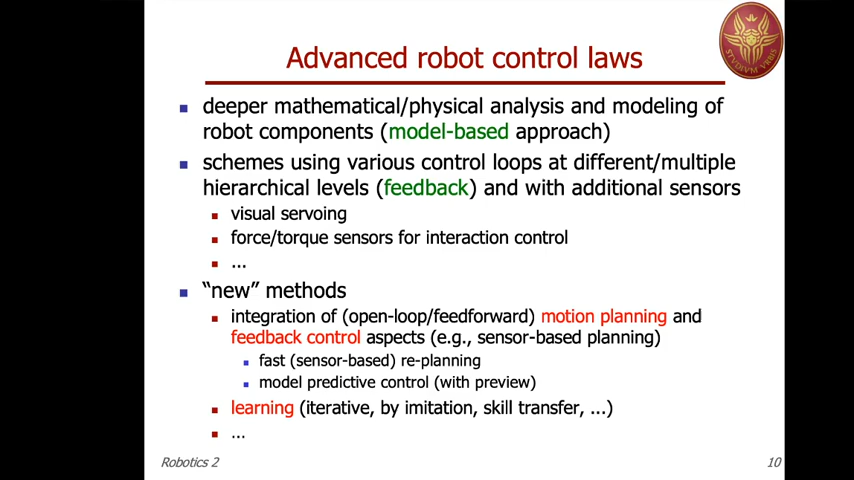 Advanced robot control laws
STVDIVM VRBIS
deeper mathematical/physical analysis and modeling of
robot components (model-based approach)
schemes using various control loops at different/multiple
hierarchical levels (feedback) and with additional sensors
visual servoing
force/torque sensors for interaction control
...
“new” methods
integration of (open-loop/feedforward) motion planning and
feedback control aspects (e.g., sensor-based planning)
fast (sensor-based) re-planning
model predictive control (with preview)
learning (iterative, by imitation, skill transfer, ...)
...
Robotics 2
10